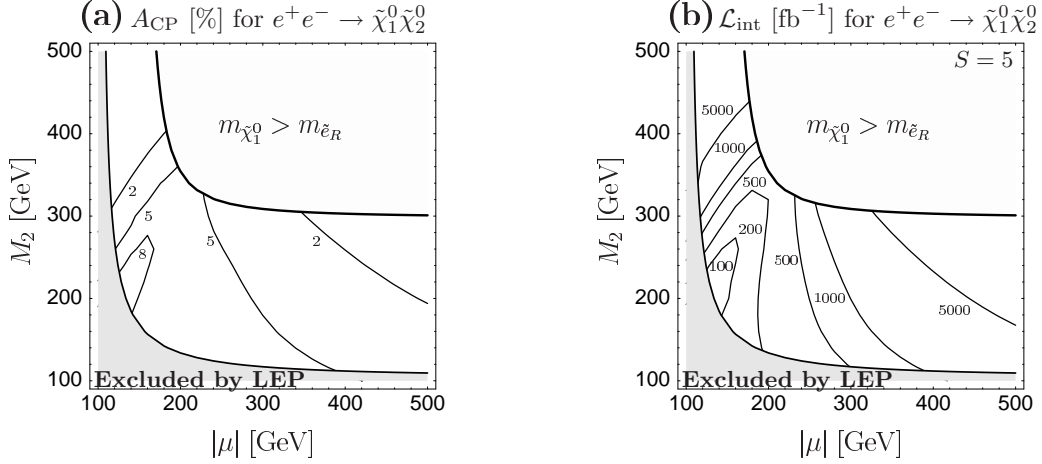 (a) A_CP [%] for e⁺e⁻ → χ̃⁰₁χ̃⁰₂
500
400
300
200
100
M₂ [GeV]
m_χ̃⁰₁ > m_ẽ_R
2
5
8
5
2
Excluded by LEP
100 200 300 400 500
|μ| [GeV]
(b) 𝓛_int [fb⁻¹] for e⁺e⁻ → χ̃⁰₁χ̃⁰₂
S = 5
500
400
300
200
100
M₂ [GeV]
m_χ̃⁰₁ > m_ẽ_R
5000
1000
500
200
100
500
1000
5000
Excluded by LEP
100 200 300 400 500
|μ| [GeV]